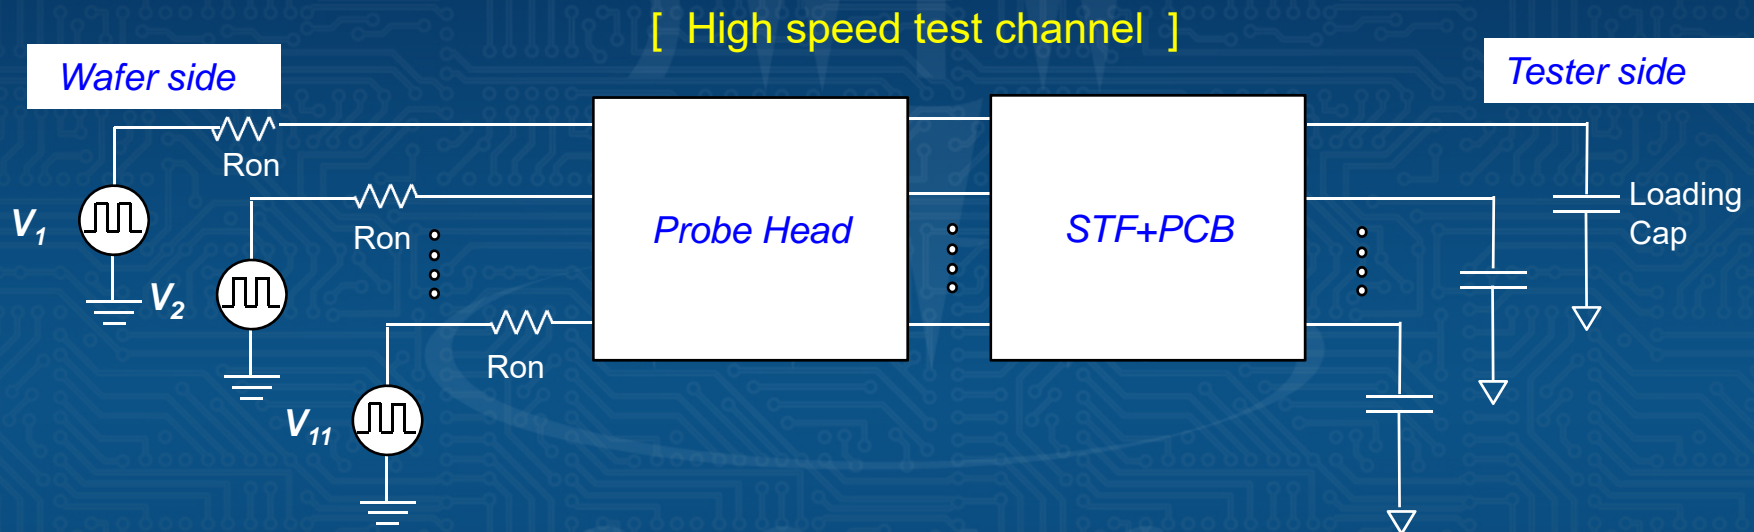 [ High speed test channel ]
Wafer side
Tester side
Ron
V1
Ron
Probe Head
STF+PCB
Loading
Cap
V2
Ron
V11